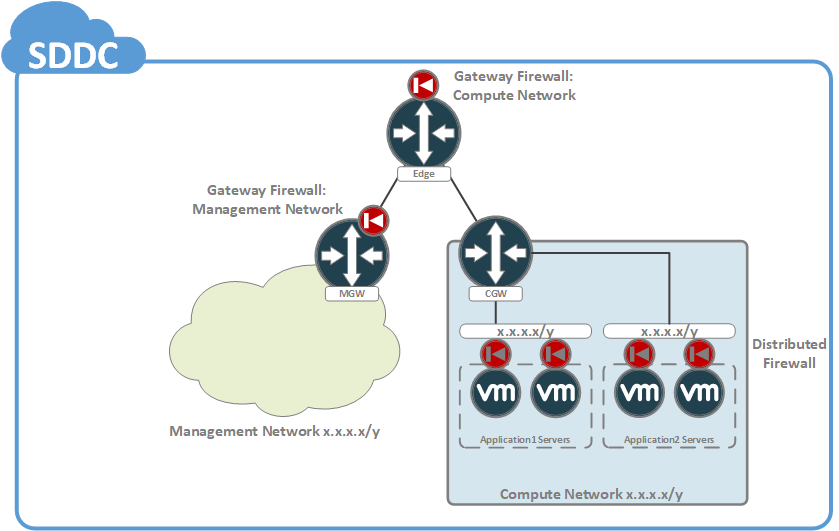 SDDC
Gateway Firewall:
Compute Network
Edge
Gateway Firewall:
Management Network
MGW
CGW
x.x.x.x/y
x.x.x.x/y
Distributed
Firewall
vm
vm
vm
vm
Application1 Servers
Application2 Servers
Management Network x.x.x.x/y
Compute Network x.x.x.x/y